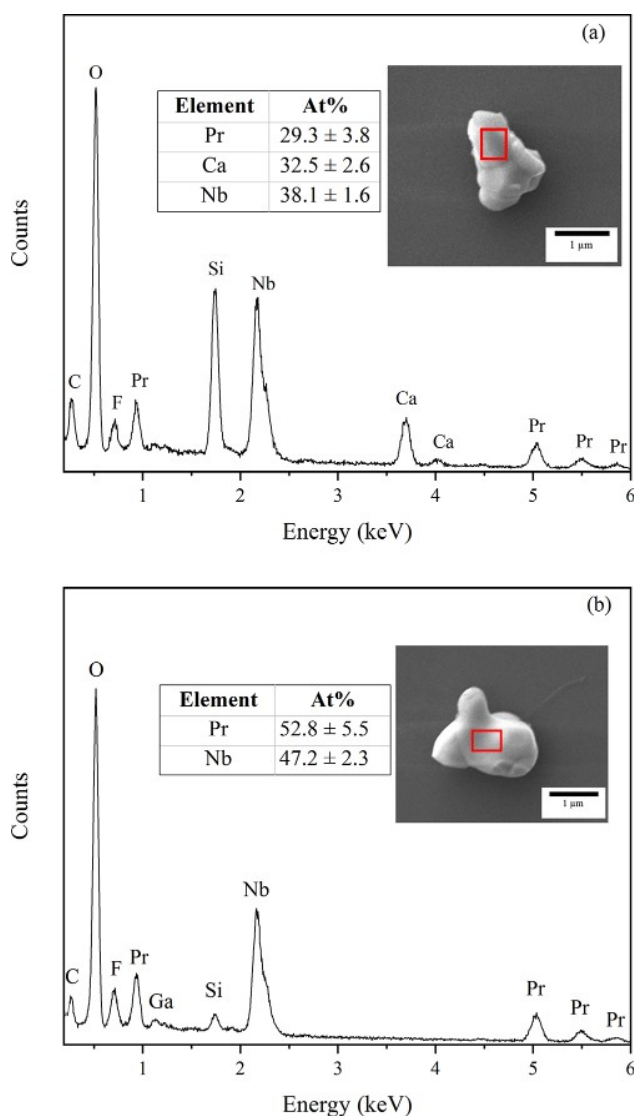 (a)
O
Element At%
Pr 29.3 ± 3.8
Ca 32.5 ± 2.6
Nb 38.1 ± 1.6
1 µm
Si
Nb
C
F
Pr
Ca
Ca
Pr
Pr
Pr
Counts
1 2 3 4 5 6
Energy (keV)
(b)
O
Element At%
Pr 52.8 ± 5.5
Nb 47.2 ± 2.3
1 µm
Nb
C
F
Pr
Ga
Si
Pr
Pr
Pr
Counts
1 2 3 4 5 6
Energy (keV)